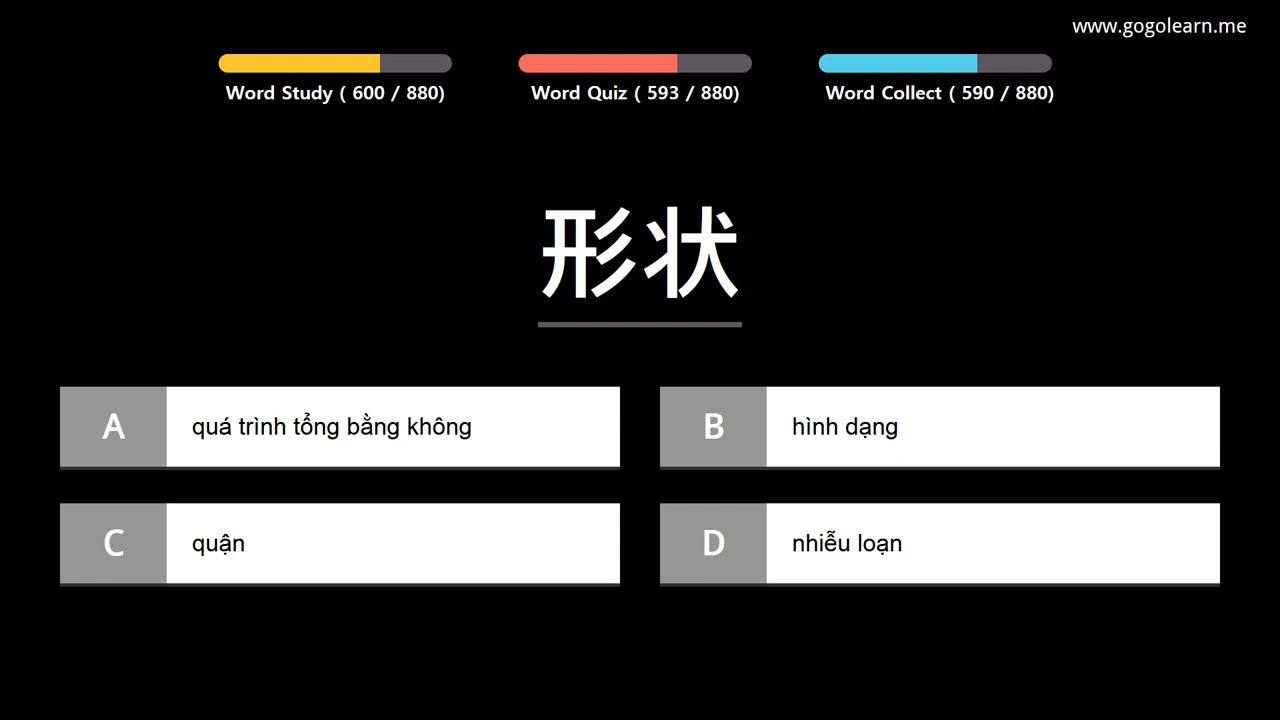 www.gogolearn.me
Word Study ( 600 / 880)
Word Quiz ( 593 / 880)
Word Collect ( 590 / 880)
形状
A
quá trình tổng bằng không
B
hình dạng
C
quận
D
nhiễu loạn